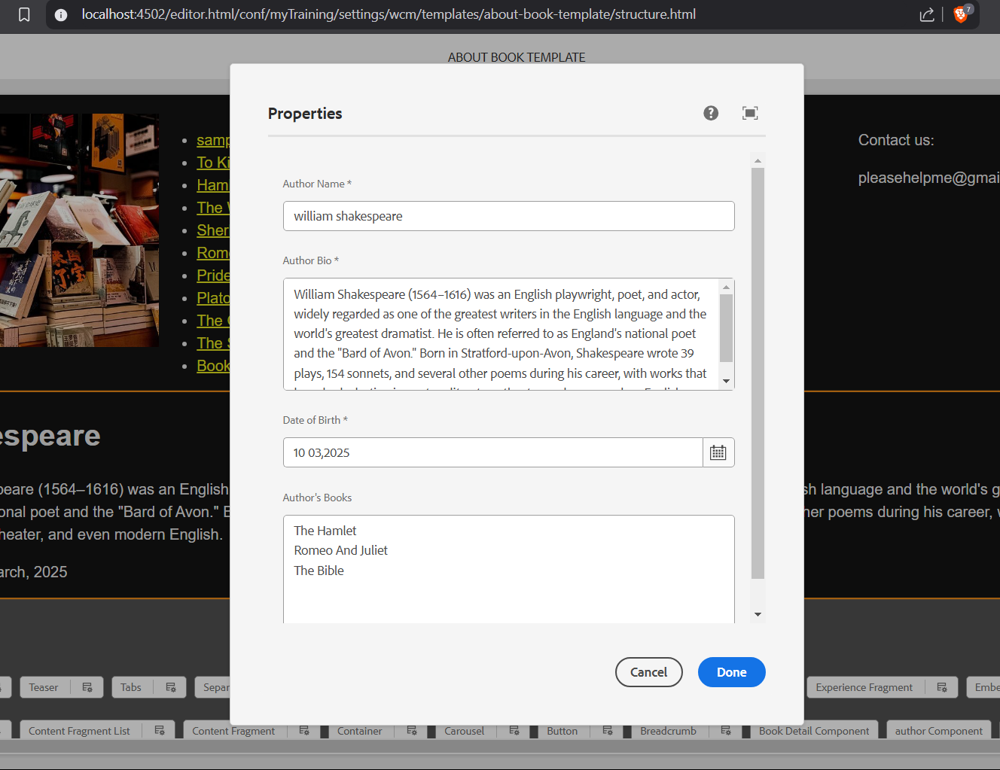 localhost:4502/editor.html/conf/myTraining/settings/wcm/templates/about-book-template/structure.html
7
ABOUT BOOK TEMPLATE
Properties
samp
To Ki
Ham
The
Sher
Rome
Pride
Plato
The
The
Book
Contact us:
pleasehelpme@gmai
Author Name *
william shakespeare
Author Bio *
William Shakespeare (1564–1616) was an English playwright, poet, and actor,
widely regarded as one of the greatest writers in the English language and the
world's greatest dramatist. He is often referred to as England's national poet
and the "Bard of Avon." Born in Stratford-upon-Avon, Shakespeare wrote 39
plays, 154 sonnets, and several other poems during his career, with works that
Date of Birth *
10 03,2025
Author's Books
The Hamlet
Romeo And Juliet
The Bible
Cancel
Done
espeare
peare (1564–1616) was an English
sh language and the world's g
onal poet and the "Bard of Avon."
her poems during his career,
heater, and even modern English.
arch, 2025
Teaser
Tabs
Separ
Experience Fragment
Embe
Content Fragment List
Content Fragment
Container
Carousel
Button
Breadcrumb
Book Detail Component
author Component